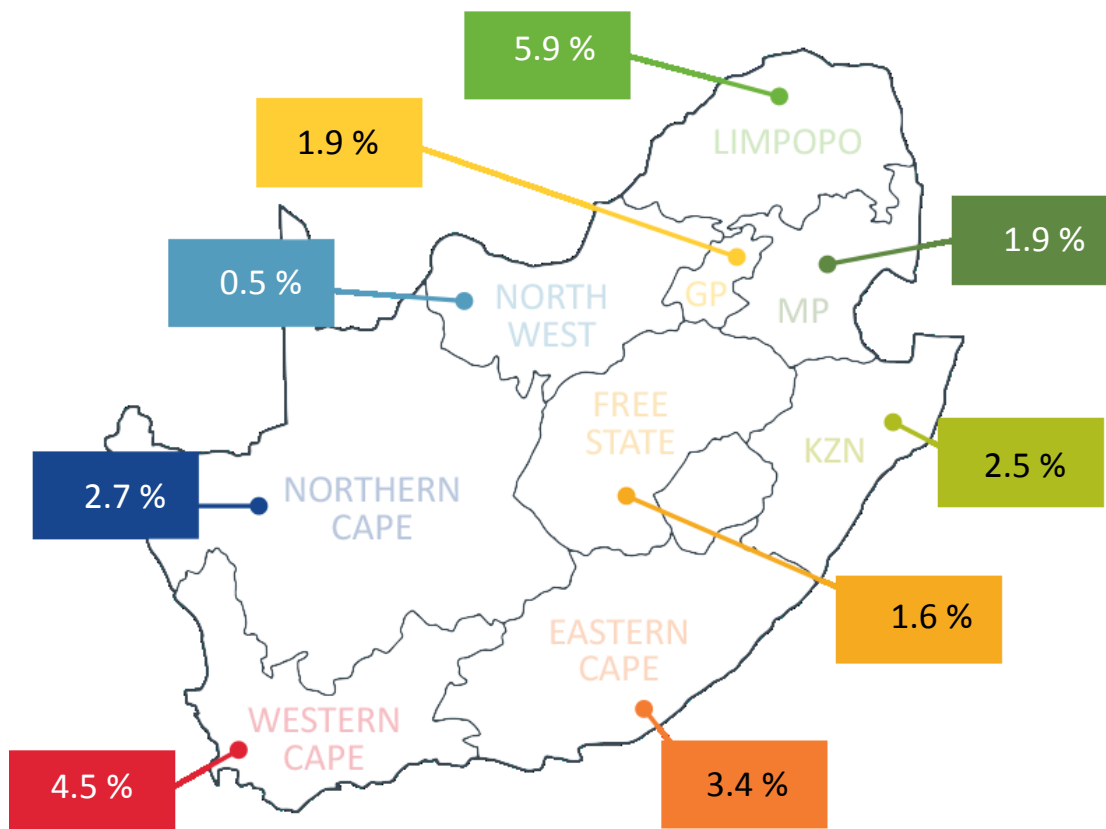 5.9 %
LIMPOPO
1.9 %
1.9 %
0.5 %
NORTH
WEST
GP
MP
FREE
STATE
KZN
2.5 %
2.7 %
NORTHERN
CAPE
1.6 %
EASTERN
CAPE
WESTERN
CAPE
4.5 %
3.4 %